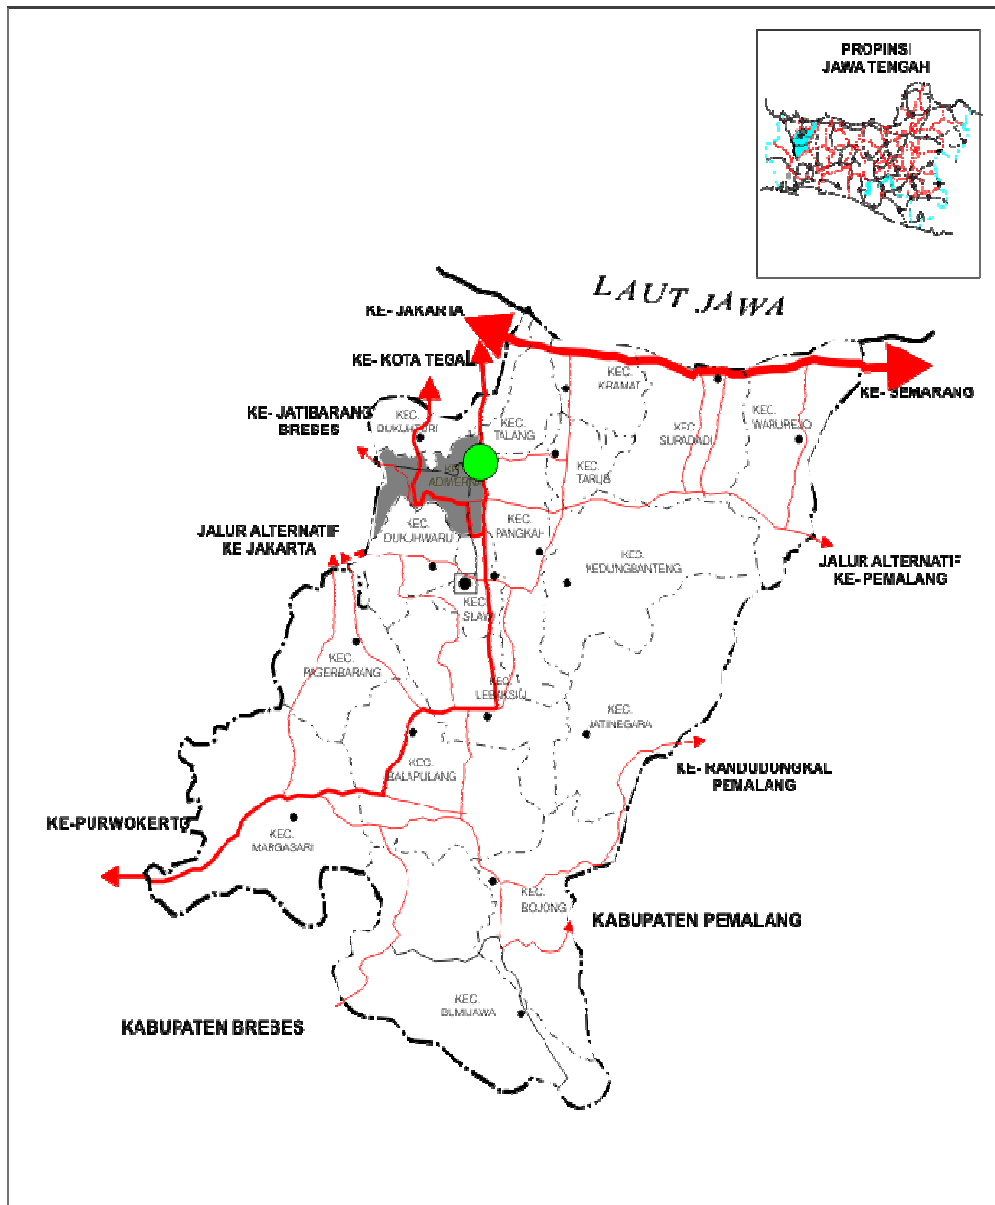 PROPINSI
JAWA TENGAH
LAUT JAWA
KE- JAKARTA
KE- KOTA TEGAL
KE- SEMARANG
KE- JATIBARANG
BREBES
KEC.
KRAMAT
KEC.
DUKUHTURI
KEC.
TALANG
KEC.
SURADADI
KEC.
WARUREJO
KEC.
ADIWERNA
KEC.
TARUB
KEC.
DUKUHWARU
KEC.
PANGKAH
JALUR ALTERNATIF
KE JAKARTA
KEC.
KEDUNGBANTENG
JALUR ALTERNATIF
KE- PEMALANG
KEC.
SLAWI
KEC.
PAGERBARANG
KEC.
LEBAKSIU
KEC.
JATINEGARA
KEC.
BALAPULANG
KE- RANDUDUNGKAL
PEMALANG
KE-PURWOKERTO
KEC.
MARGASARI
KEC.
BOJONG
KABUPATEN PEMALANG
KEC.
BUMIJAWA
KABUPATEN BREBES